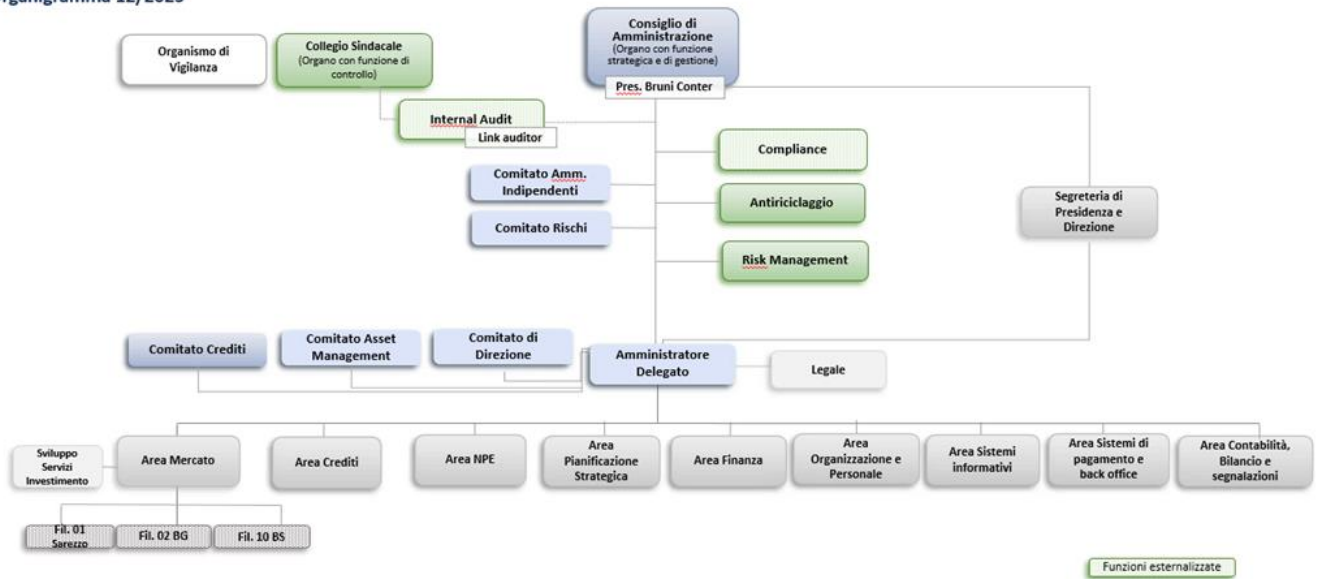 Organigramma 12/2023
Consiglio di
Amministrazione
(Organo con funzione
strategica e di gestione)
Pres. Bruni Conter
Organismo di
Vigilanza
Collegio Sindacale
(Organo con funzione di
controllo)
Internal Audit
Link auditor
Compliance
Comitato Amm.
Indipendenti
Antiriciclaggio
Segreteria di
Presidenza e
Direzione
Comitato Rischi
Risk Management
Comitato Crediti
Comitato Asset
Management
Comitato di
Direzione
Amministratore
Delegato
Legale
Sviluppo
Servizi
Investimento
Area Mercato
Area Crediti
Area NPE
Area
Pianificazione
Strategica
Area Finanza
Area
Organizzazione e
Personale
Area Sistemi
informativi
Area Sistemi di
pagamento e
back office
Area Contabilità,
Bilancio e
segnalazioni
Fil. 01
Sarezzo
Fil. 02 BG
Fil. 10 BS
Funzioni esternalizzate